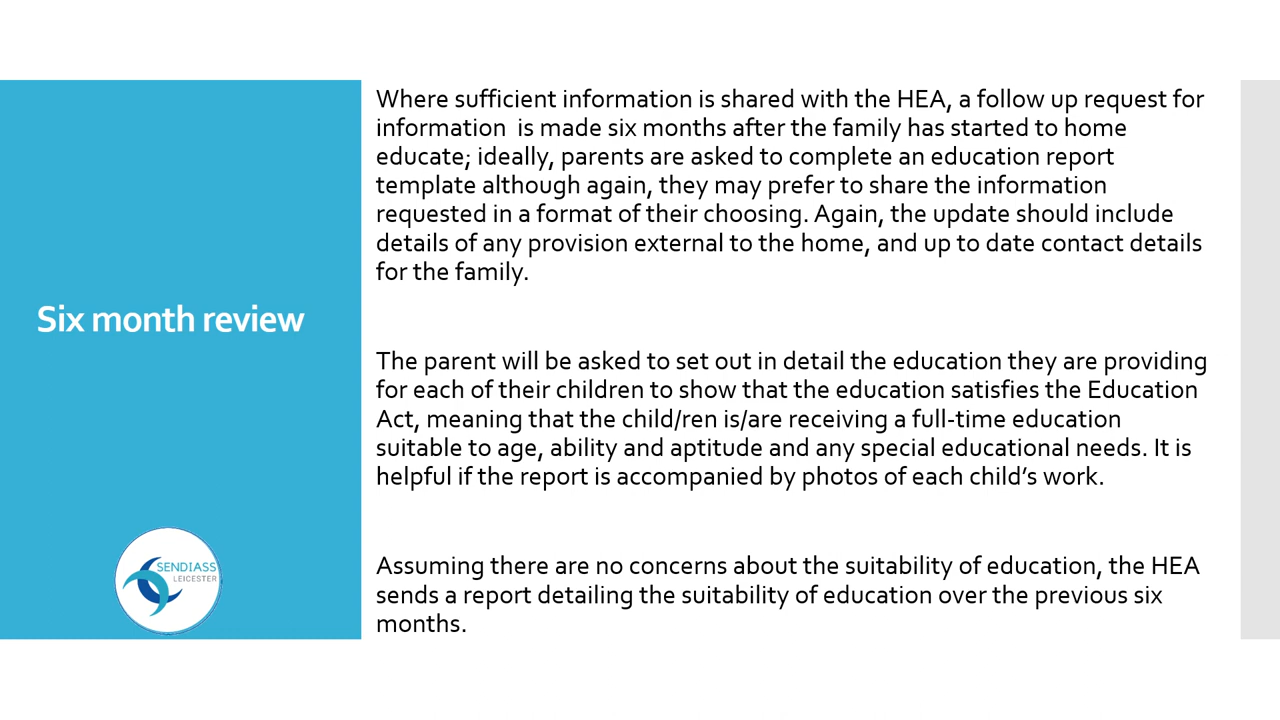 Six month review
Where sufficient information is shared with the HEA, a follow up request for
information  is made six months after the family has started to home
educate; ideally, parents are asked to complete an education report
template although again, they may prefer to share the information
requested in a format of their choosing. Again, the update should include
details of any provision external to the home, and up to date contact details
for the family.
The parent will be asked to set out in detail the education they are providing
for each of their children to show that the education satisfies the Education
Act, meaning that the child/ren is/are receiving a full-time education
suitable to age, ability and aptitude and any special educational needs. It is
helpful if the report is accompanied by photos of each child's work.
Assuming there are no concerns about the suitability of education, the HEA
sends a report detailing the suitability of education over the previous six
months.
SENDIASS
LEICESTER